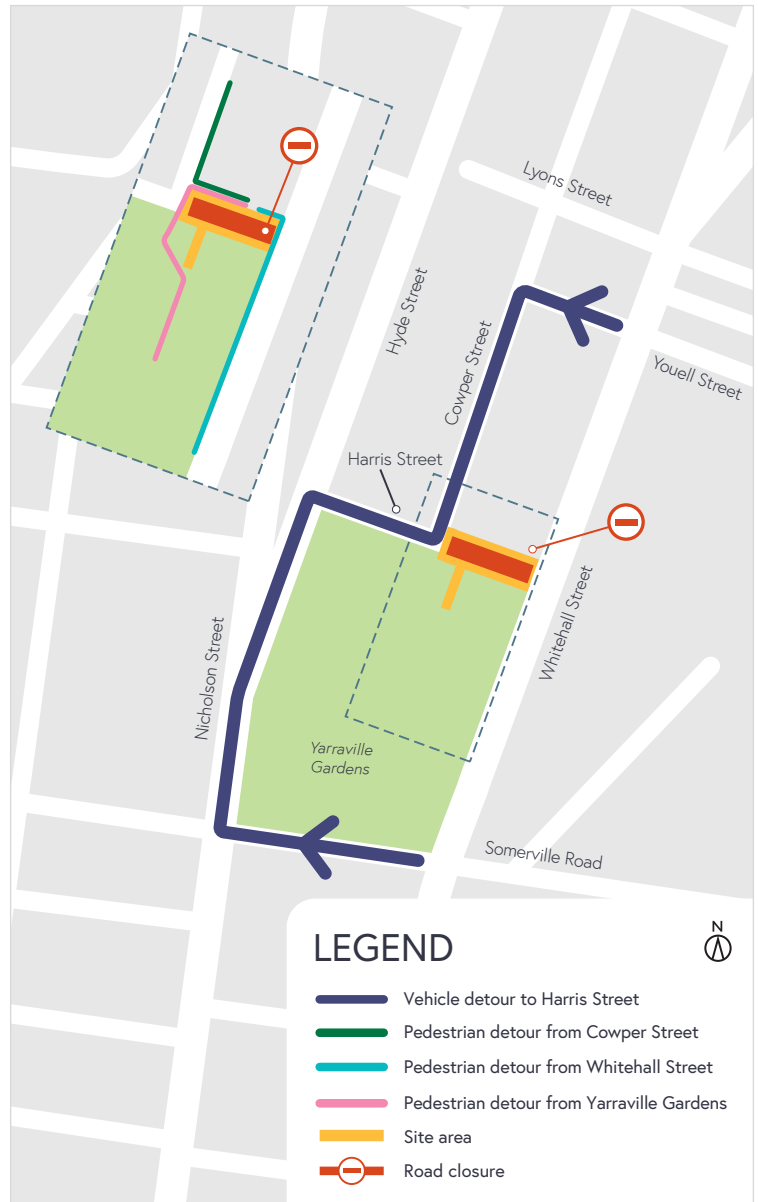 Lyons Street
Hyde Street
Cowper Street
Youell Street
Harris Street
Whitehall Street
Nicholson Street
Yarraville
Gardens
Somerville Road
LEGEND
N
Vehicle detour to Harris Street
Pedestrian detour from Cowper Street
Pedestrian detour from Whitehall Street
Pedestrian detour from Yarraville Gardens
Site area
Road closure